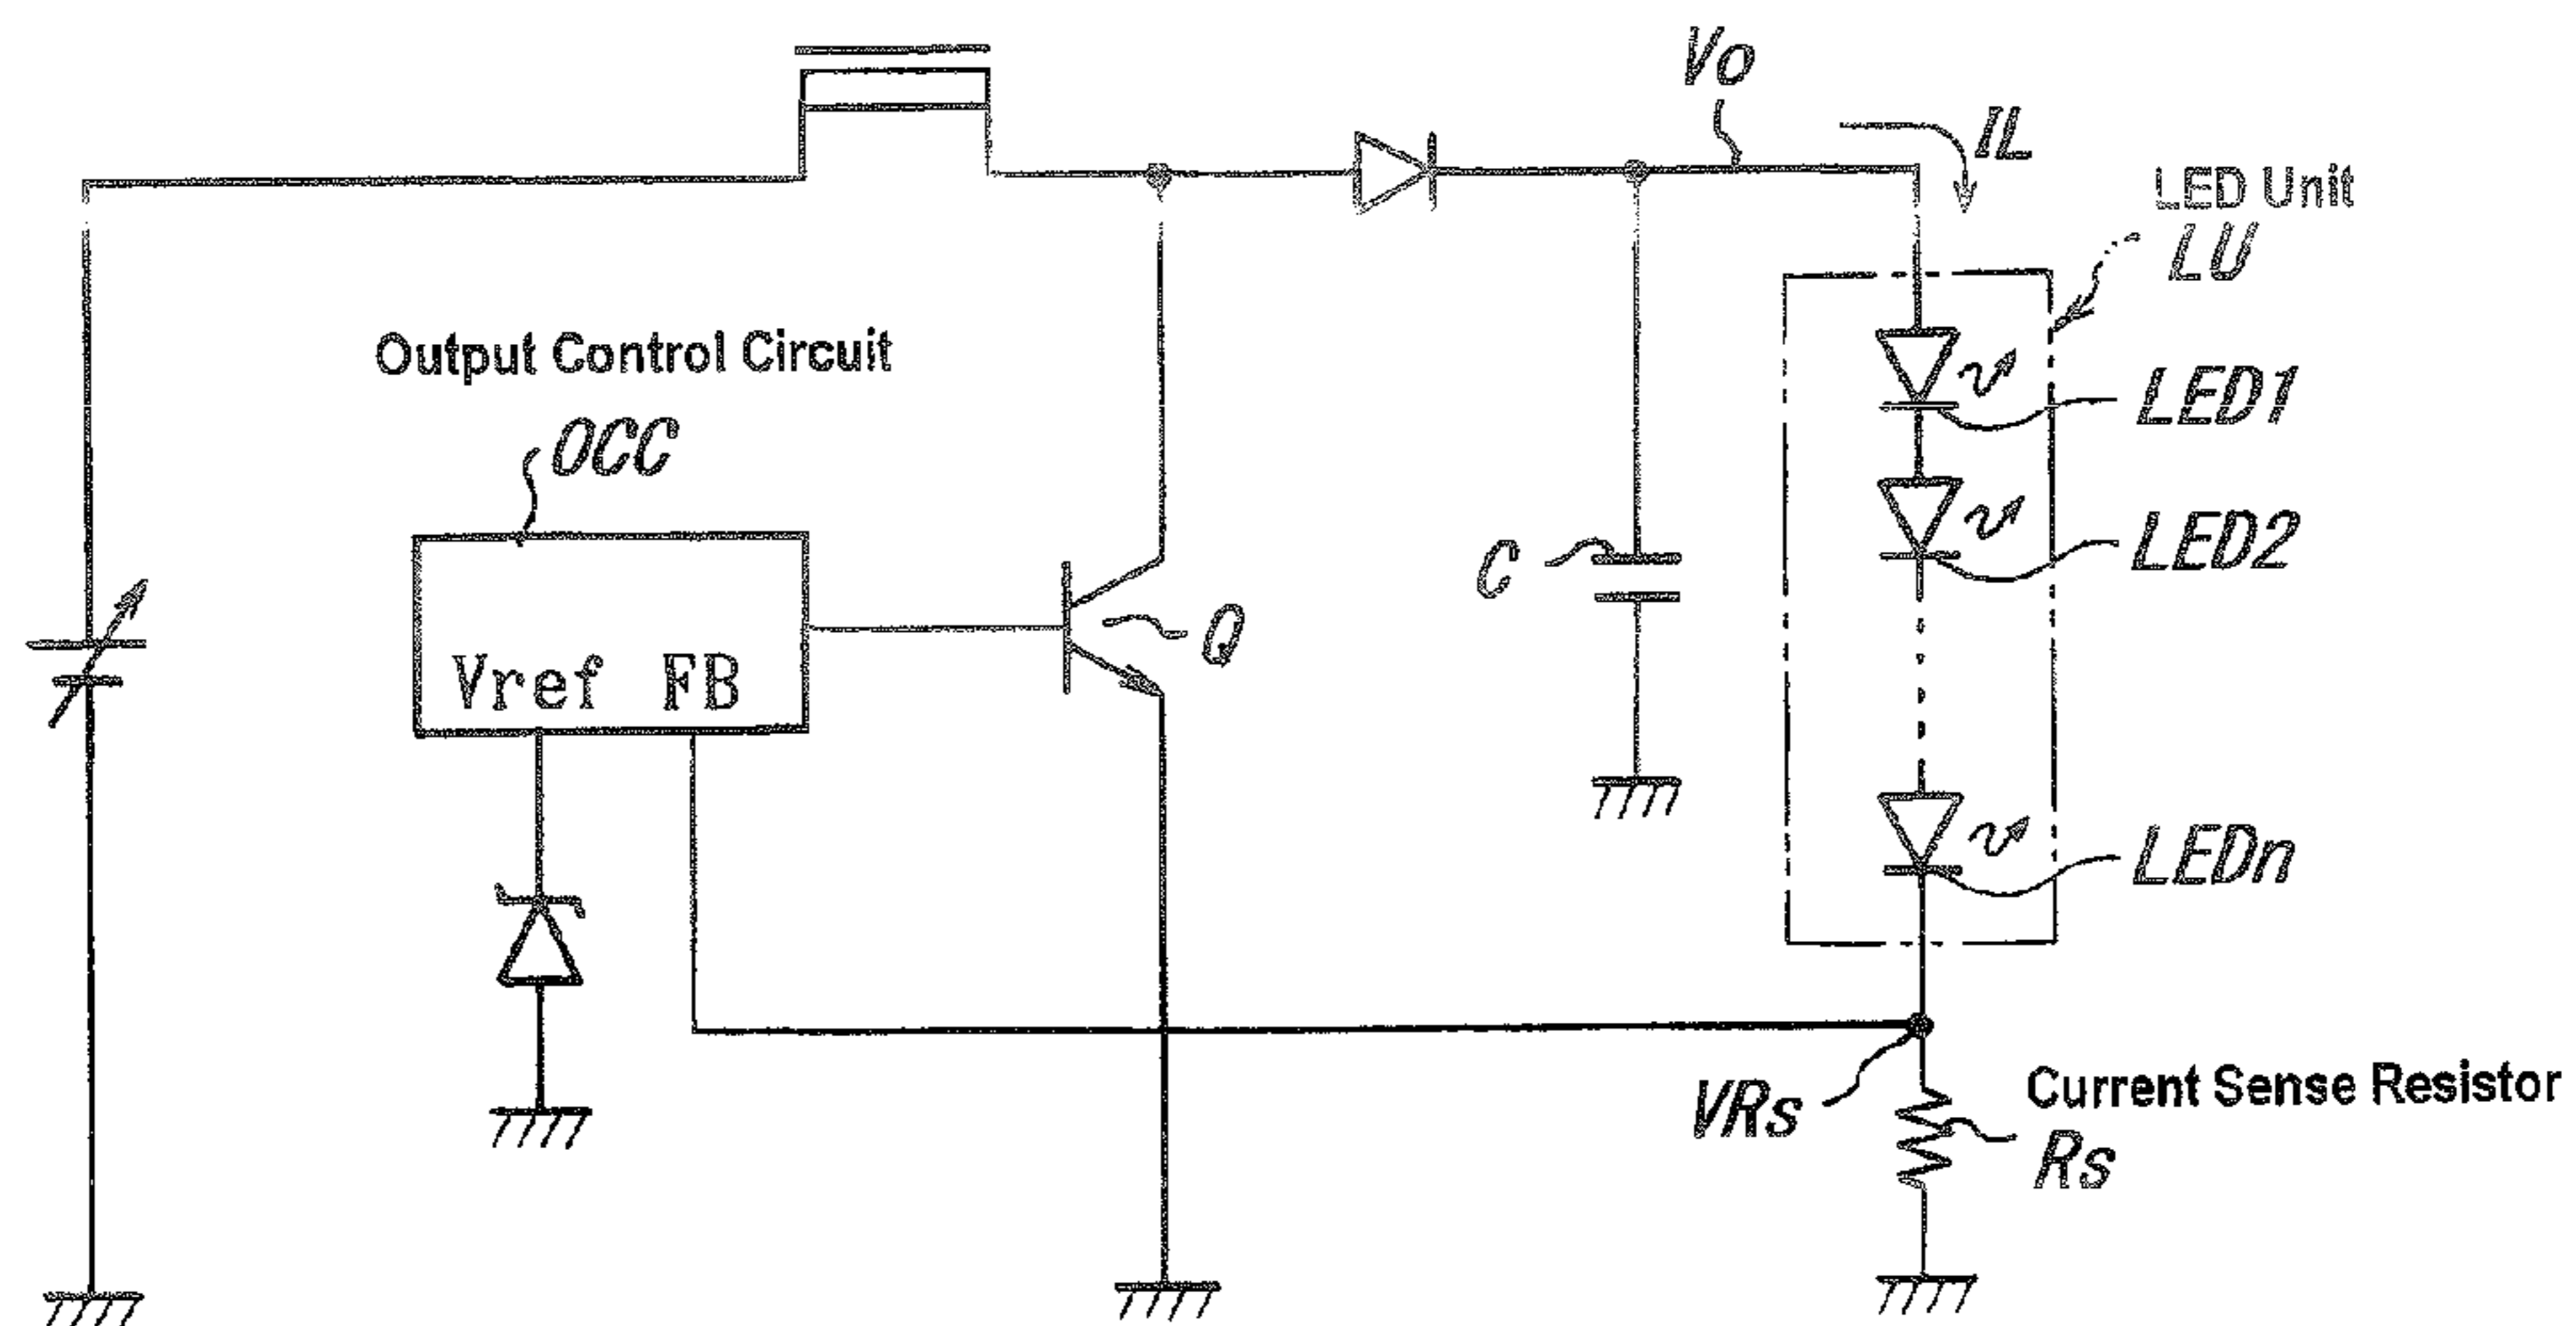 Vo
IL
LED Unit
LU
Output Control Circuit
OCC
LED1
LED2
C
Q
Vref FB
LEDn
VRs
Current Sense Resistor
Rs